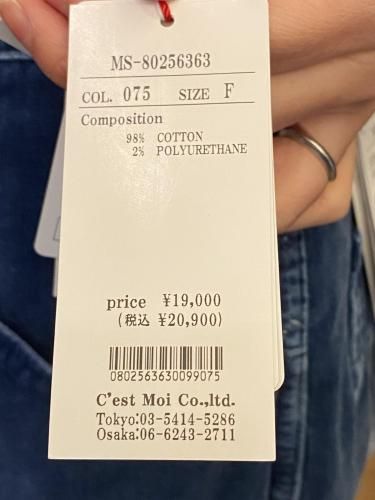 MS-80256363
COL. 075 SIZE F
Composition
98% COTTON
2% POLYURETHANE
price ¥19,000
(税込 ¥20,900)
0802563630099075
C'est Moi Co.,ltd.
Tokyo:03-5414-5286
Osaka:06-6243-2711